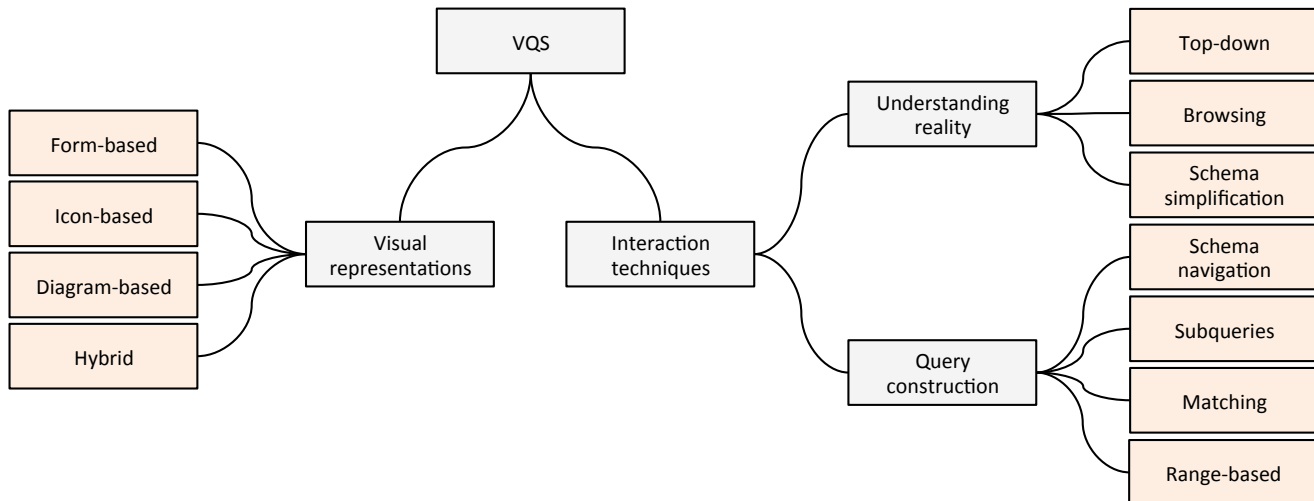 VQS
Form-based
Icon-based
Diagram-based
Hybrid
Visual
representations
Interaction
techniques
Understanding
reality
Query
construction
Top-down
Browsing
Schema
simplification
Schema
navigation
Subqueries
Matching
Range-based